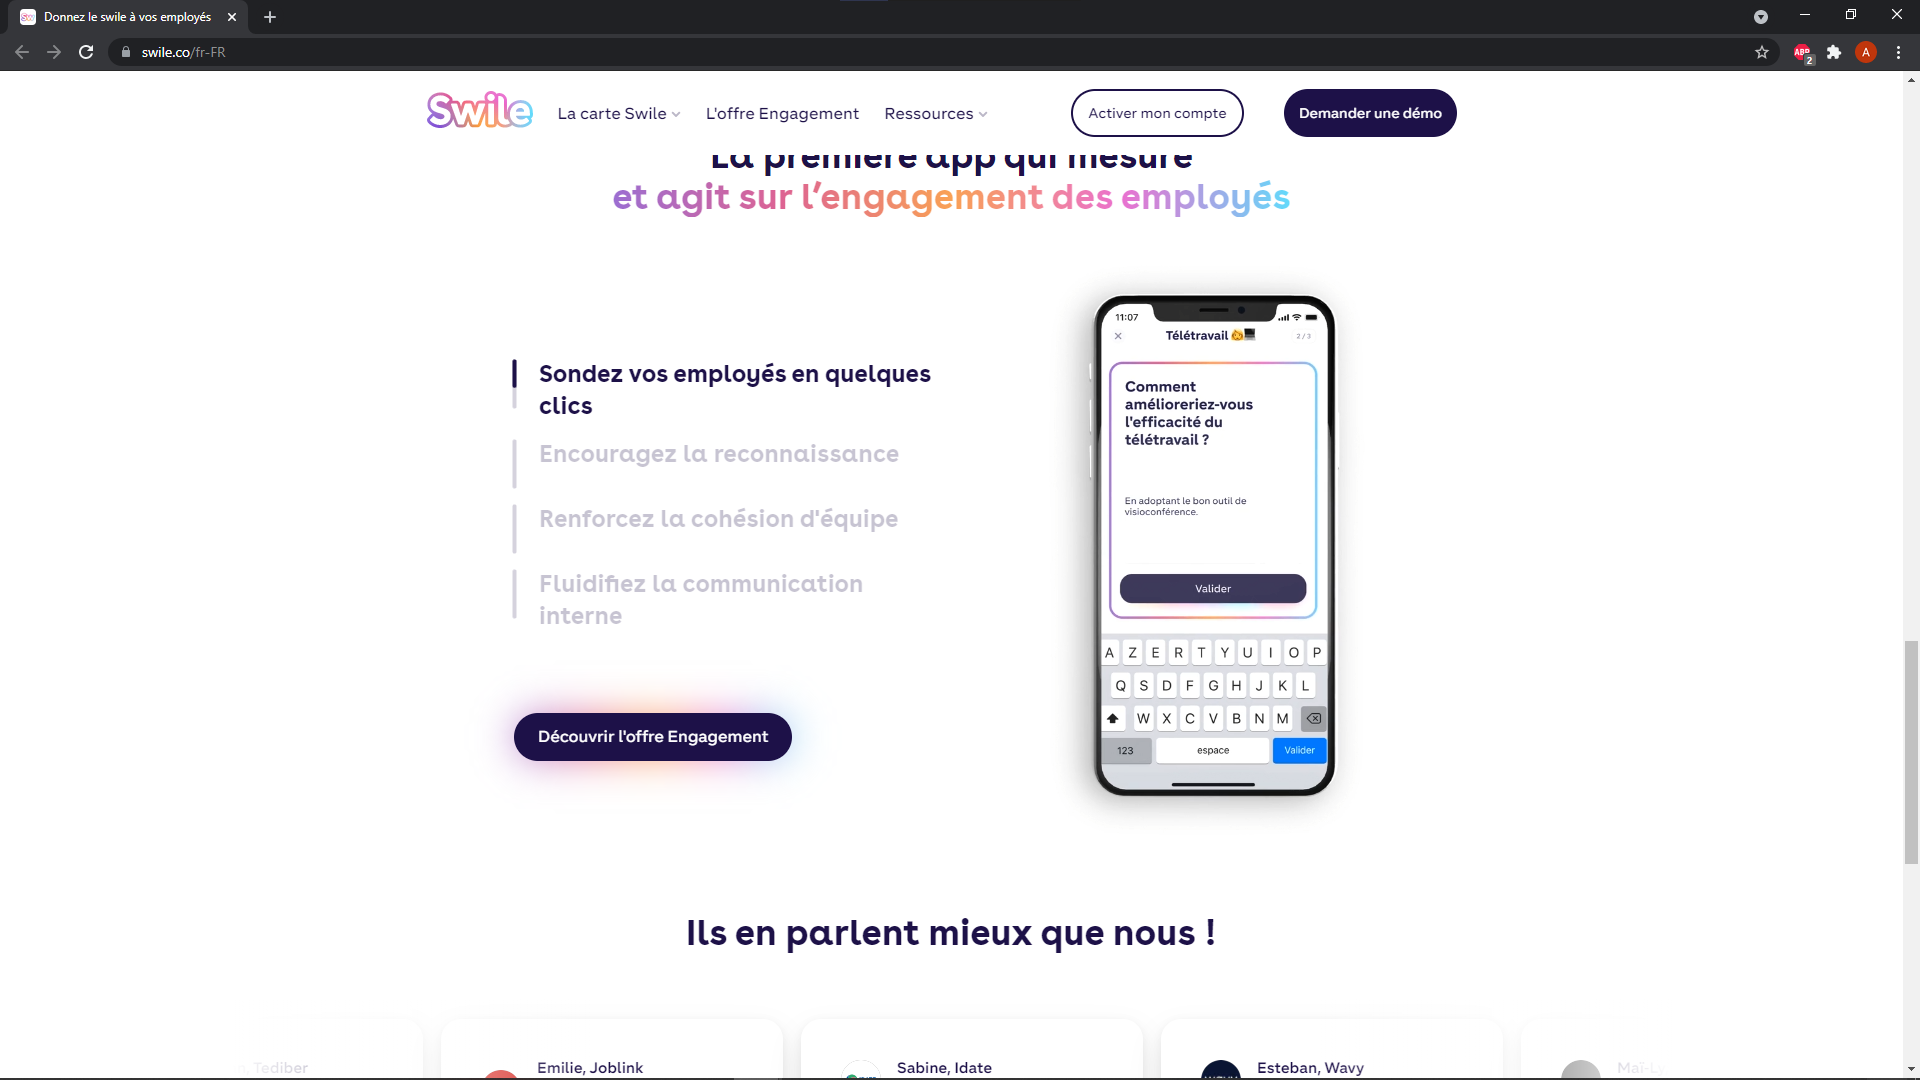 Donnez le swile à vos employés
swile.co/fr-FR
ABP
2
A
Swile
La carte Swile
L'offre Engagement
Ressources
Activer mon compte
Demander une démo
La première app qui mesure
et agit sur l’engagement des employés
Sondez vos employés en quelques
clics
Encouragez la reconnaissance
Renforcez la cohésion d'équipe
Fluidifiez la communication
interne
Découvrir l'offre Engagement
11:07
Télétravail
2/3
Comment
amélioreriez-vous
l'efficacité du
télétravail ?
En adoptant le bon outil de
visioconférence.
Valider
A Z E R T Y U I O P
Q S D F G H J K L
W X C V B N M
123 espace Valider
Ils en parlent mieux que nous !
Tediber
Emilie, Joblink
Sabine, Idate
Esteban, Wavy